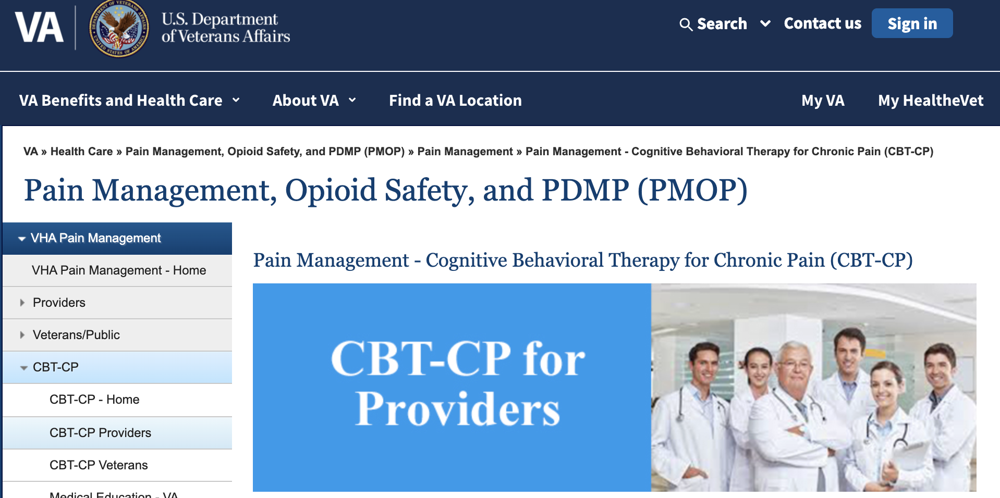 VA
U.S. Department
of Veterans Affairs
Search
Contact us
Sign in
VA Benefits and Health Care
About VA
Find a VA Location
My VA
My HealtheVet
VA » Health Care » Pain Management, Opioid Safety, and PDMP (PMOP) » Pain Management » Pain Management - Cognitive Behavioral Therapy for Chronic Pain (CBT-CP)
Pain Management, Opioid Safety, and PDMP (PMOP)
VHA Pain Management
VHA Pain Management - Home
Providers
Veterans/Public
CBT-CP
CBT-CP - Home
CBT-CP Providers
CBT-CP Veterans
Medical Education - VA
Pain Management - Cognitive Behavioral Therapy for Chronic Pain (CBT-CP)
CBT-CP for
Providers